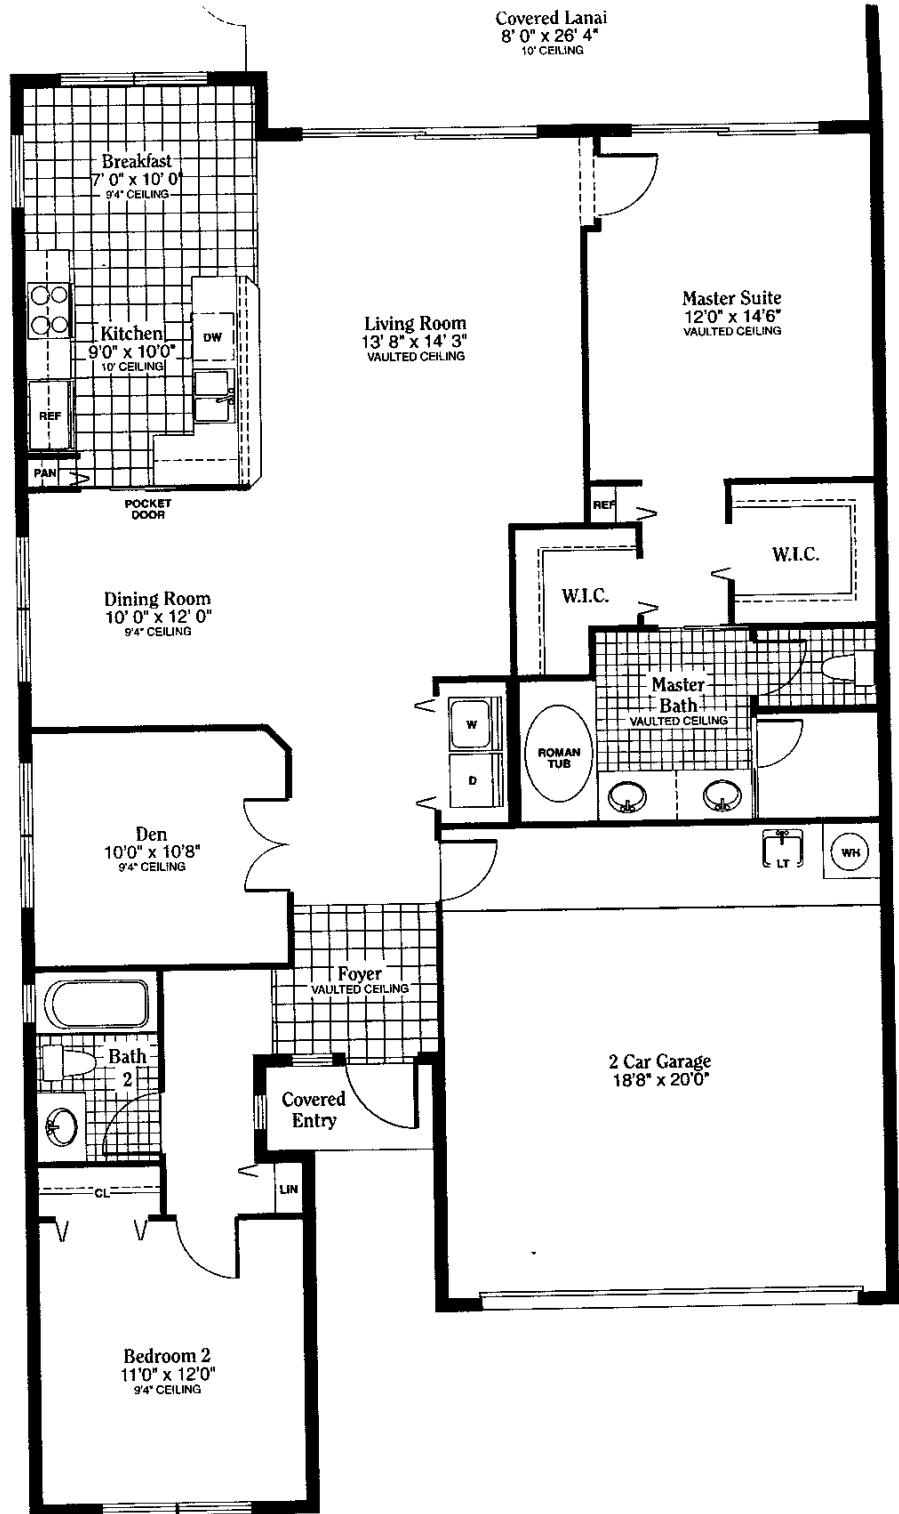 Covered Lanai
8' 0" x 26' 4"
10' CEILING
Breakfast
7' 0" x 10' 0"
9'4" CEILING
Master Suite
12'0" x 14'6"
VAULTED CEILING
Living Room
13' 8" x 14' 3"
VAULTED CEILING
Kitchen
9'0" x 10'0"
10' CEILING
DW
REF
PAN
POCKET
DOOR
REF
W.I.C.
W.I.C.
Dining Room
10' 0" x 12' 0"
9'4" CEILING
Master
Bath
VAULTED CEILING
W
D
ROMAN
TUB
Den
10'0" x 10'8"
9'4" CEILING
LT
WH
Foyer
VAULTED CEILING
Bath
2
2 Car Garage
18'8" x 20'0"
Covered
Entry
CL
LIN
Bedroom 2
11'0" x 12'0"
9'4" CEILING